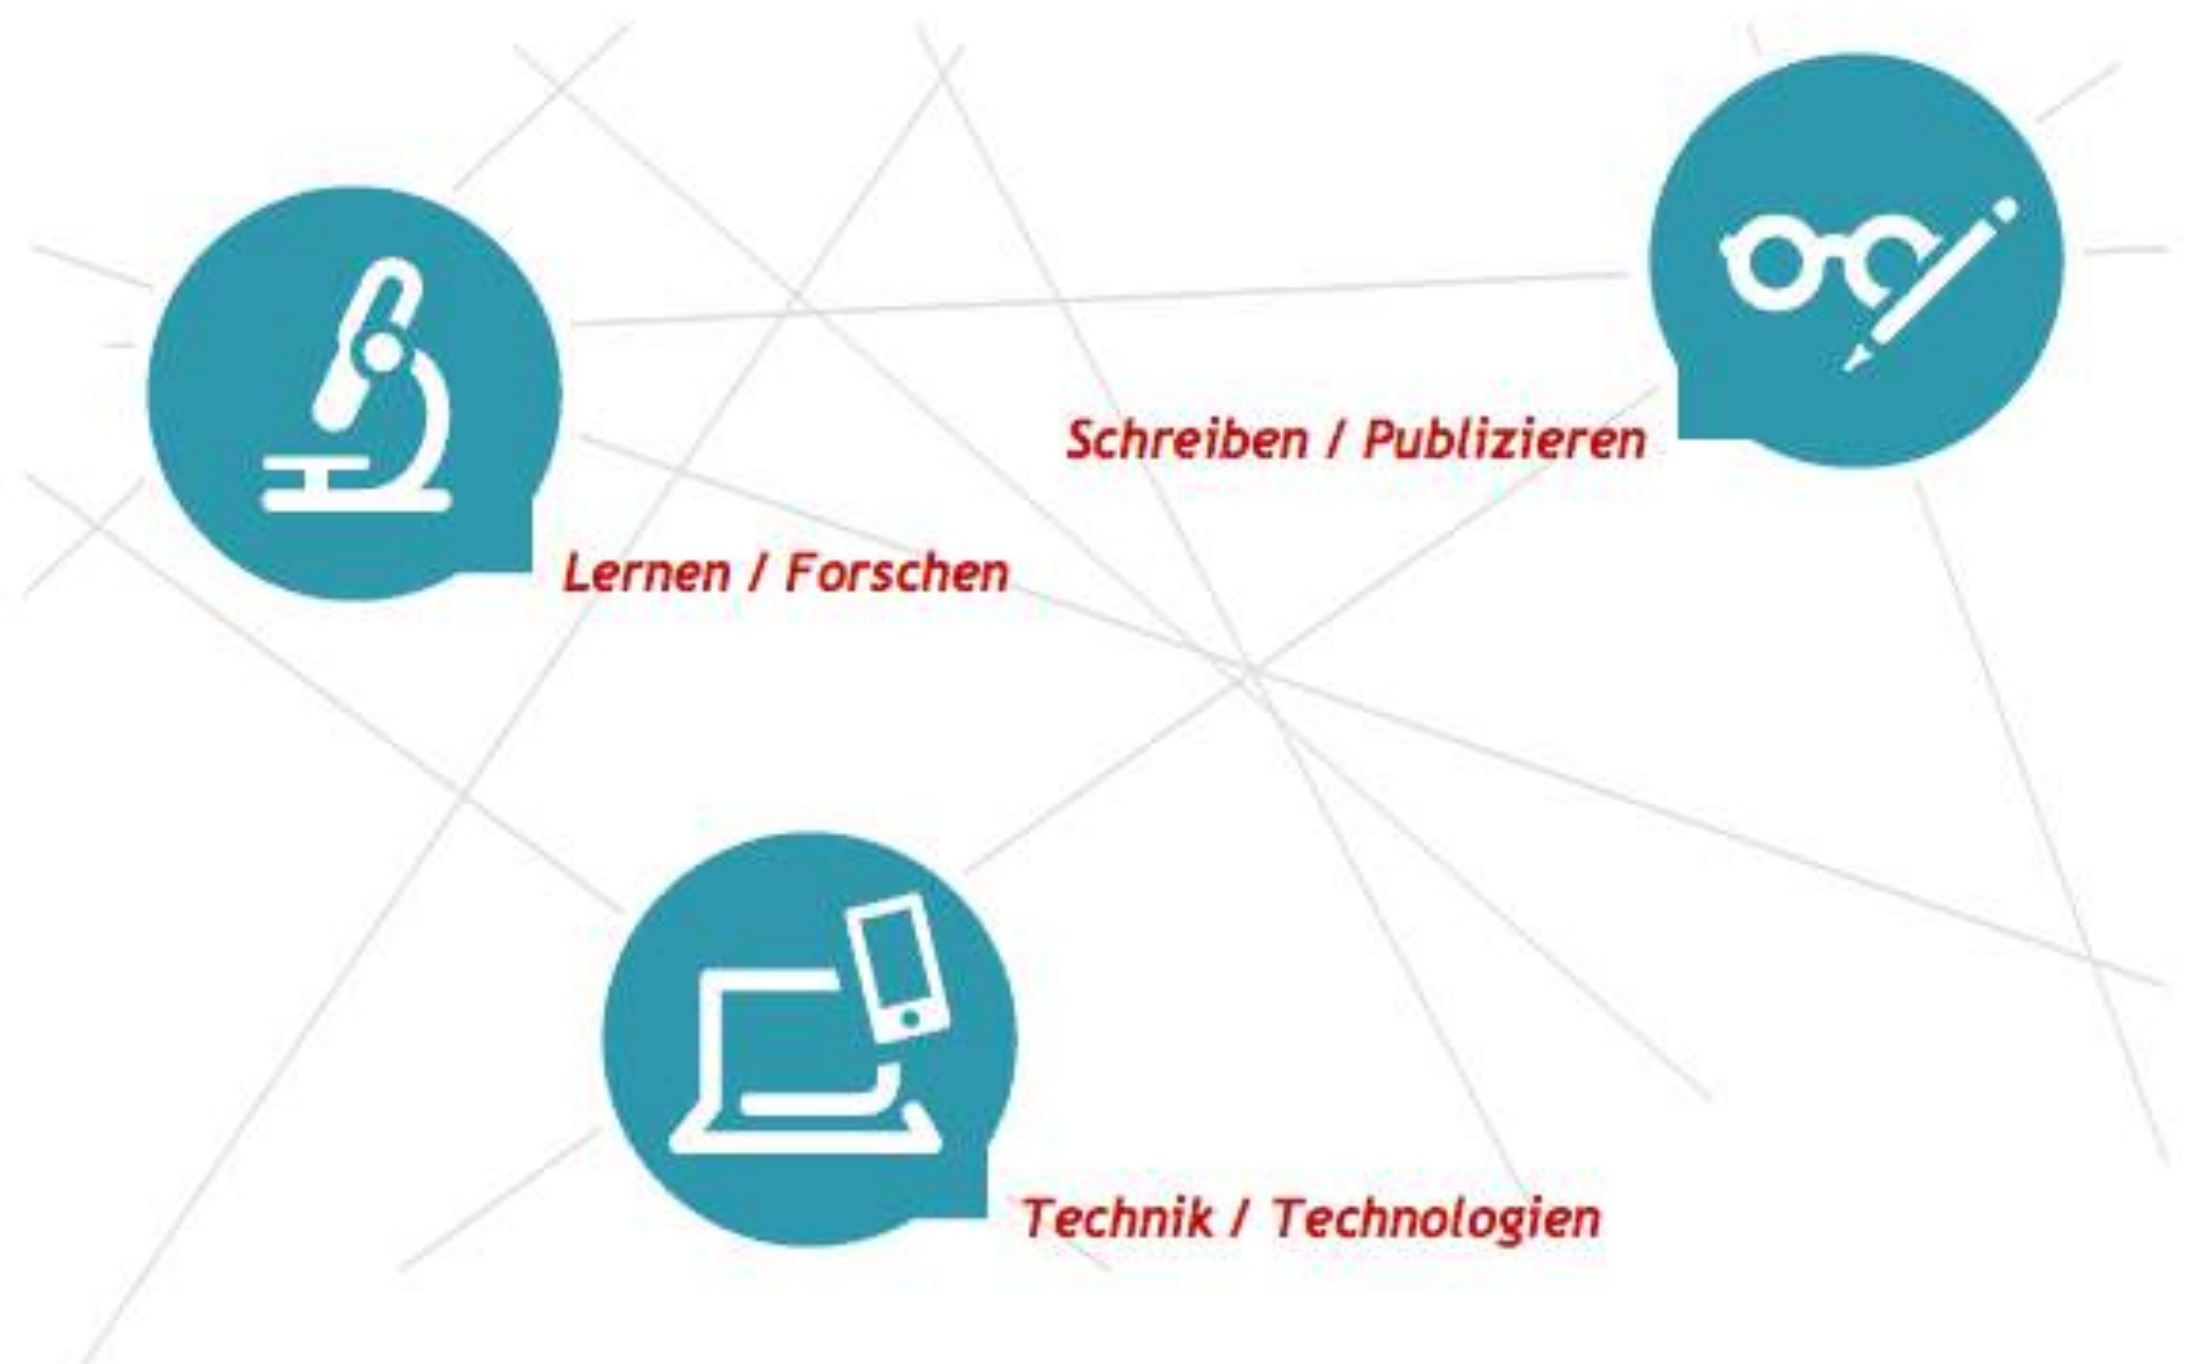 Schreiben / Publizieren
Lernen / Forschen
Technik / Technologien